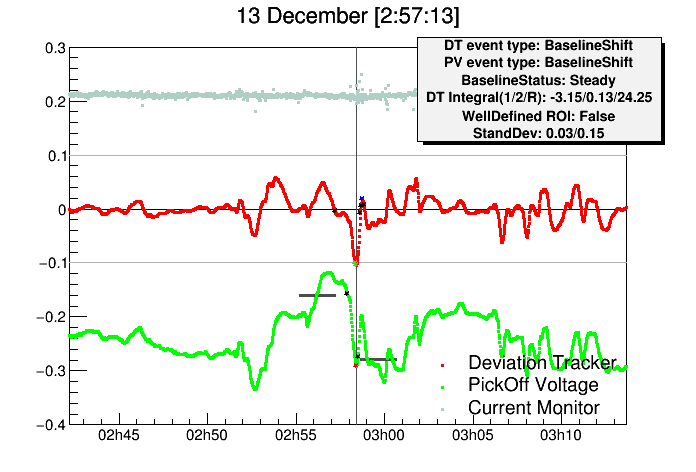 13 December [2:57:13]
DT event type: BaselineShift
PV event type: BaselineShift
BaselineStatus: Steady
DT Integral(1/2/R): -3.15/0.13/24.25
WellDefined ROI: False
StandDev: 0.03/0.15
0.3
0.2
0.1
0
−0.1
−0.2
−0.3
−0.4
Deviation Tracker
PickOff Voltage
Current Monitor
02h45 02h50 02h55 03h00 03h05 03h10